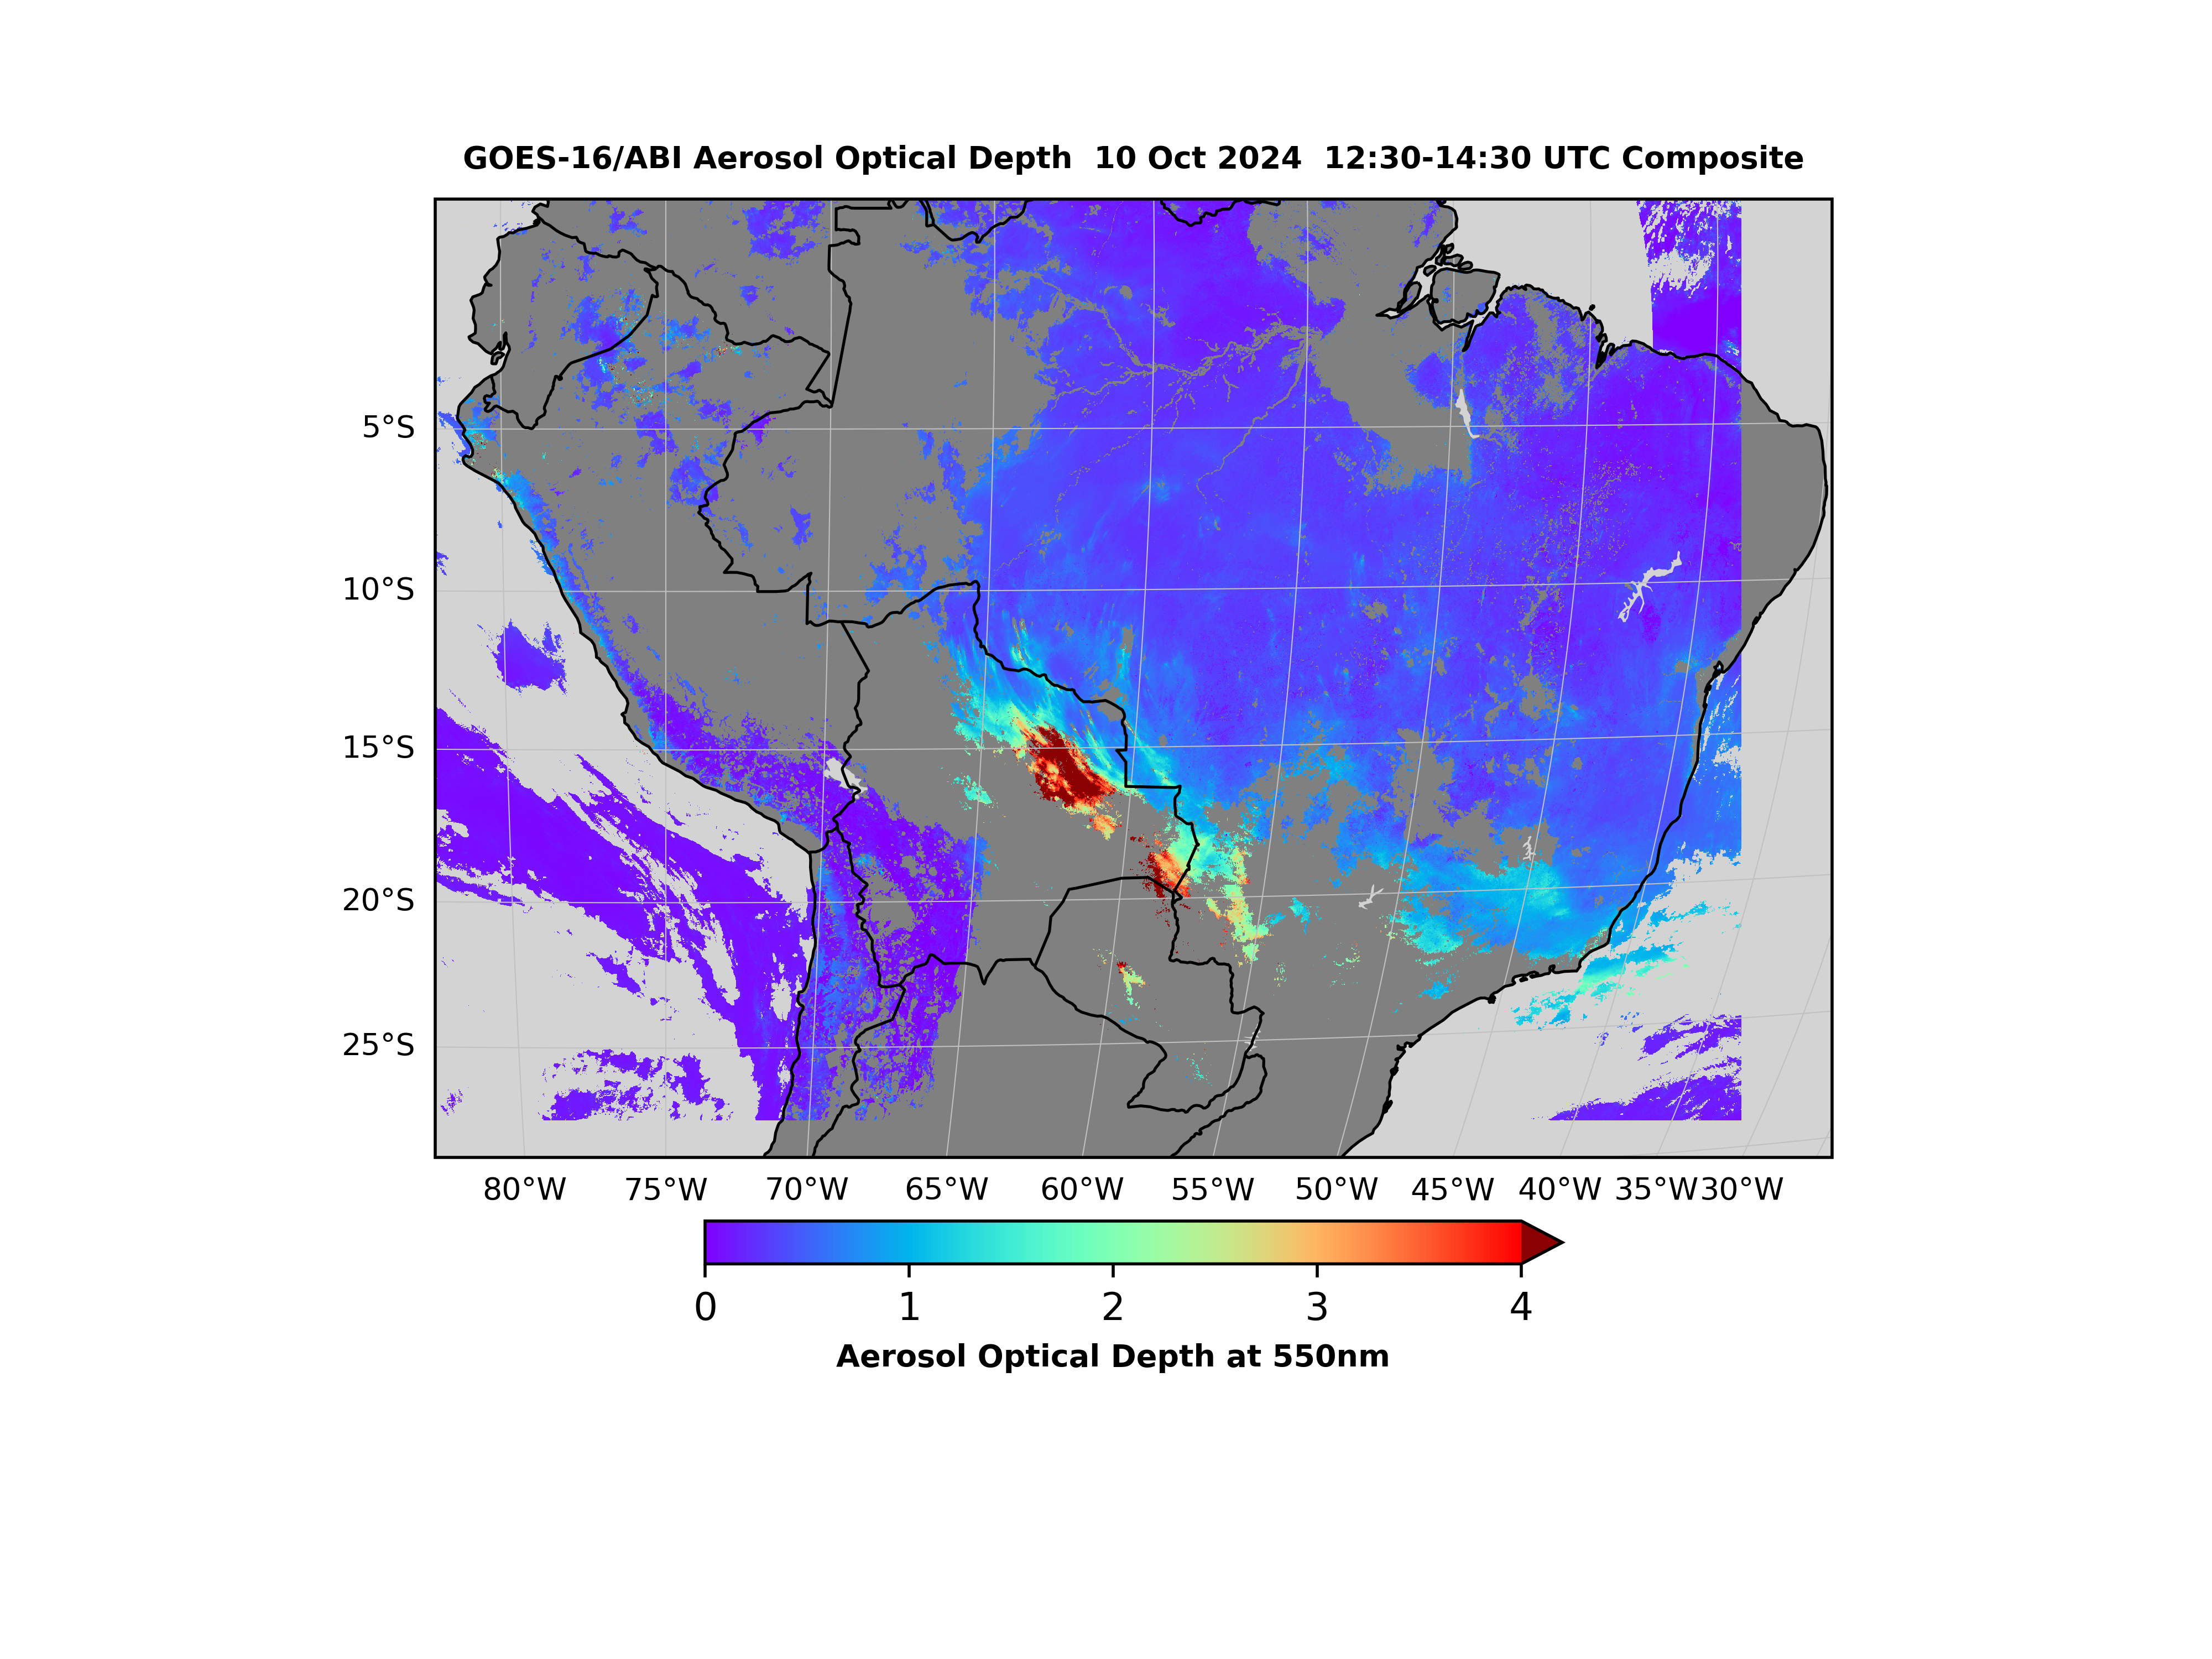 GOES-16/ABI Aerosol Optical Depth  10 Oct 2024  12:30-14:30 UTC Composite
5°S
10°S
15°S
20°S
25°S
80°W 75°W 70°W 65°W 60°W 55°W 50°W 45°W 40°W 35°W 30°W
0 1 2 3 4
Aerosol Optical Depth at 550nm